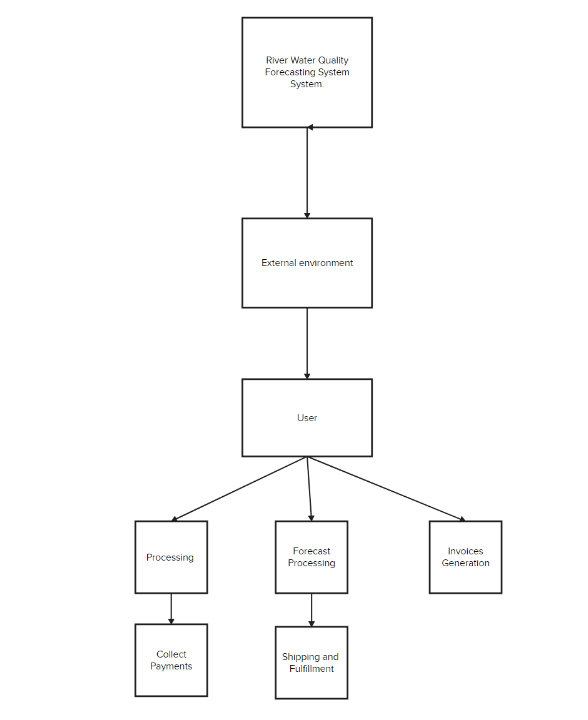 River Water Quality
Forecasting System
System.
External environment
User
Processing
Forecast
Processing
Invoices
Generation
Collect
Payments
Shipping and
Fulfillment